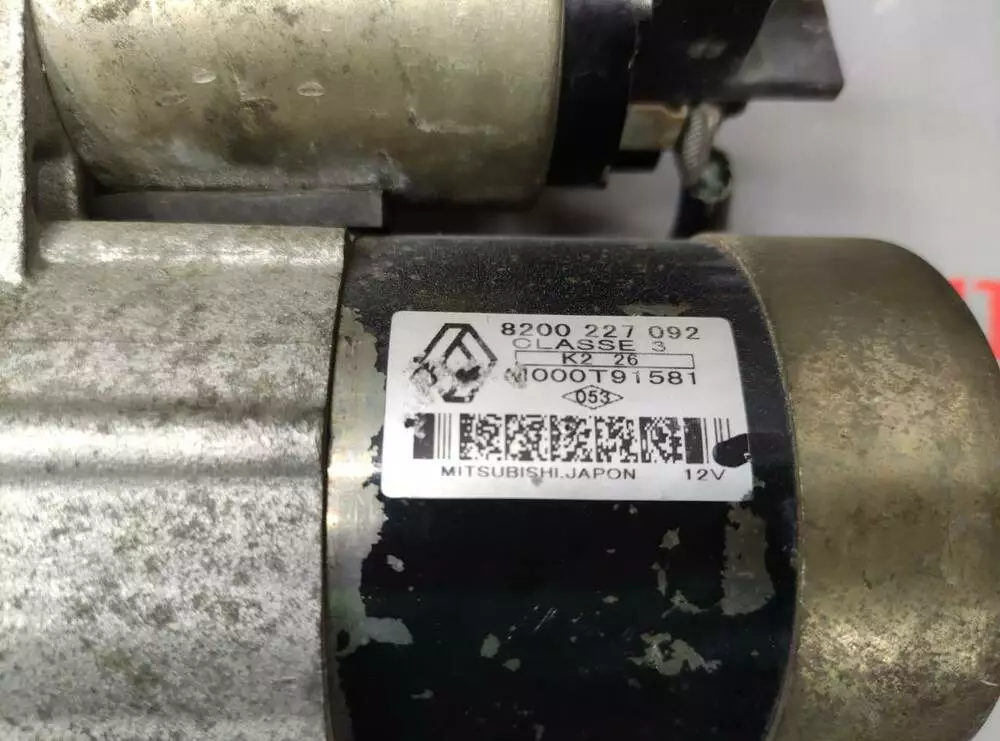 8200 227 092
CLASSE 3
K2 26
M000T91581
053
MITSUBISHI.JAPON 12V